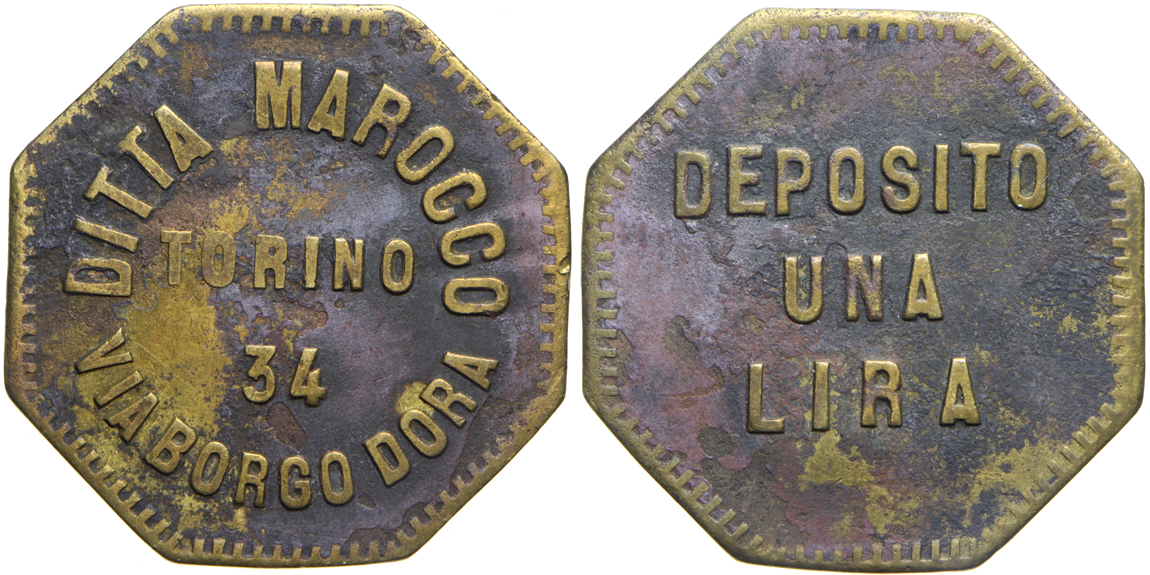 DITTA MAROCCO
TORINO
34
VIA BORGO DORA
DEPOSITO
UNA
LIRA